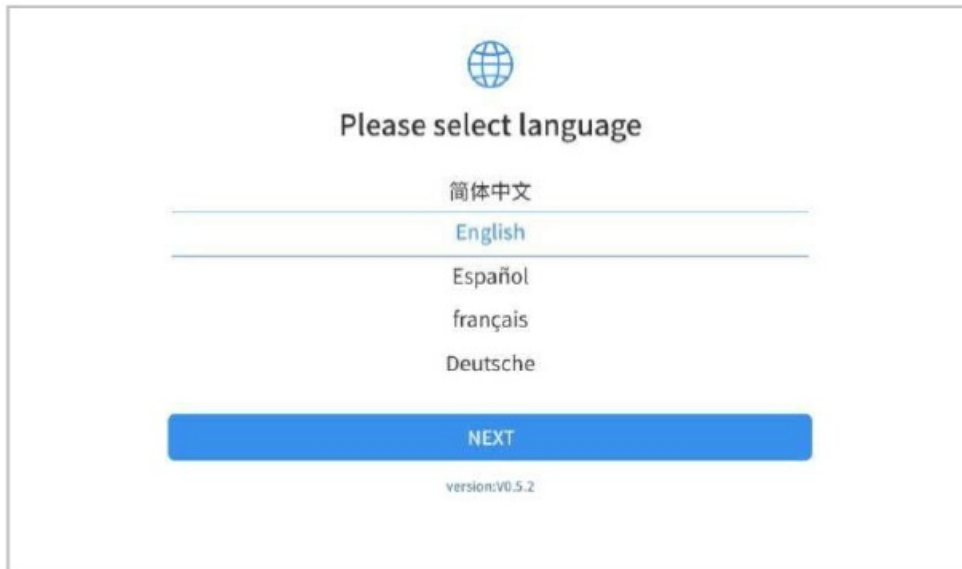 Please select language
简体中文
English
Español
français
Deutsche
NEXT
version:V0.5.2